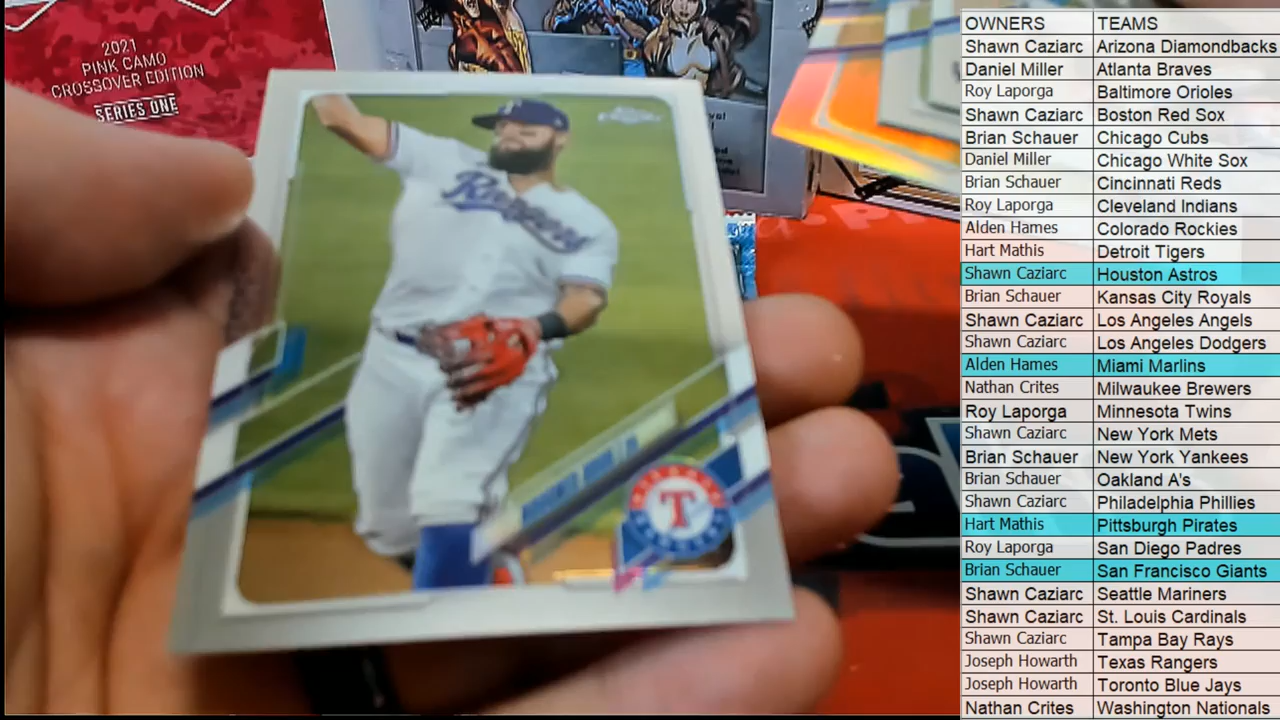 2021
PINK CAMO
CROSSOVER EDITION
SERIES ONE
Rangers
T
OWNERS TEAMS
Shawn Caziarc Arizona Diamondbacks
Daniel Miller Atlanta Braves
Roy Laporga Baltimore Orioles
Shawn Caziarc Boston Red Sox
Brian Schauer Chicago Cubs
Daniel Miller Chicago White Sox
Brian Schauer Cincinnati Reds
Roy Laporga Cleveland Indians
Alden Hames Colorado Rockies
Hart Mathis Detroit Tigers
Shawn Caziarc Houston Astros
Brian Schauer Kansas City Royals
Shawn Caziarc Los Angeles Angels
Shawn Caziarc Los Angeles Dodgers
Alden Hames Miami Marlins
Nathan Crites Milwaukee Brewers
Roy Laporga Minnesota Twins
Shawn Caziarc New York Mets
Brian Schauer New York Yankees
Brian Schauer Oakland A's
Shawn Caziarc Philadelphia Phillies
Hart Mathis Pittsburgh Pirates
Roy Laporga San Diego Padres
Brian Schauer San Francisco Giants
Shawn Caziarc Seattle Mariners
Shawn Caziarc St. Louis Cardinals
Shawn Caziarc Tampa Bay Rays
Joseph Howarth Texas Rangers
Joseph Howarth Toronto Blue Jays
Nathan Crites Washington Nationals